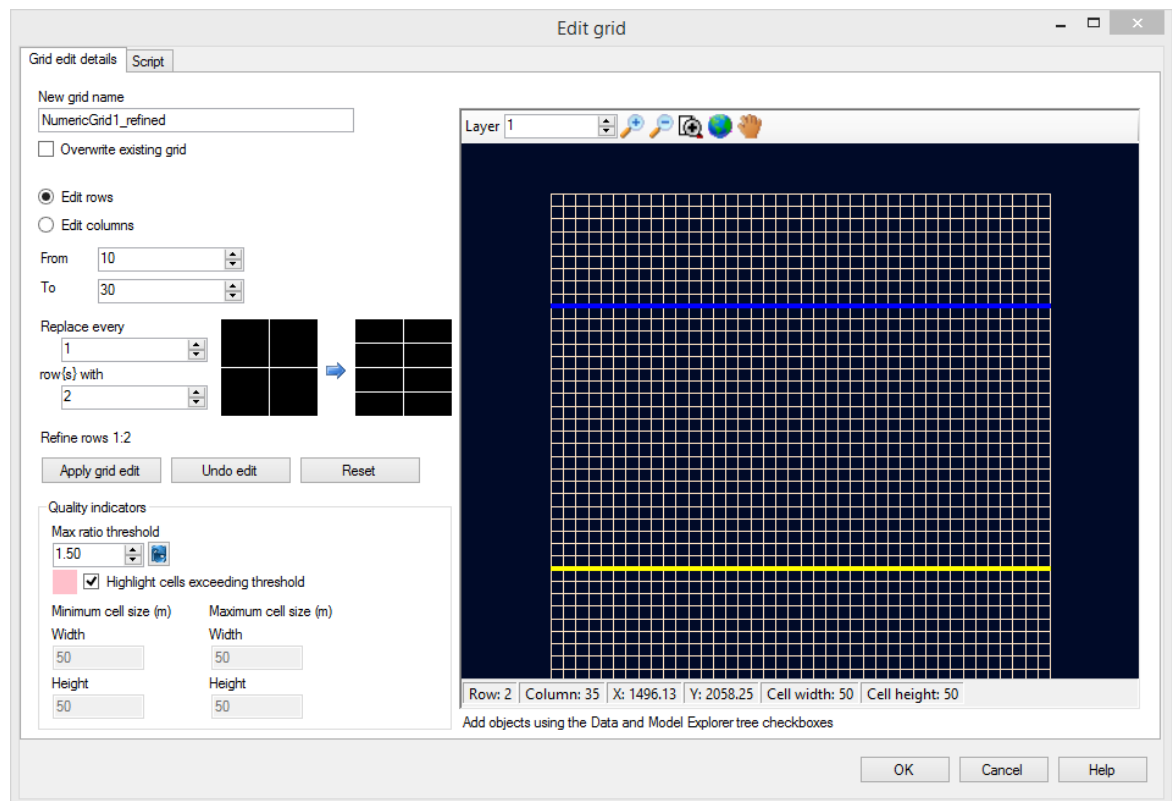 Edit grid
Grid edit details
Script
New grid name
NumericGrid1_refined
Overwrite existing grid
Edit rows
Edit columns
From 10
To 30
Replace every
1
row{s} with
2
Refine rows 1:2
Apply grid edit
Undo edit
Reset
Quality indicators
Max ratio threshold
1.50
Highlight cells exceeding threshold
Minimum cell size (m)
Maximum cell size (m)
Width
Width
50
50
Height
Height
50
50
Layer 1
Row: 2 Column: 35 X: 1496.13 Y: 2058.25 Cell width: 50 Cell height: 50
Add objects using the Data and Model Explorer tree checkboxes
OK
Cancel
Help